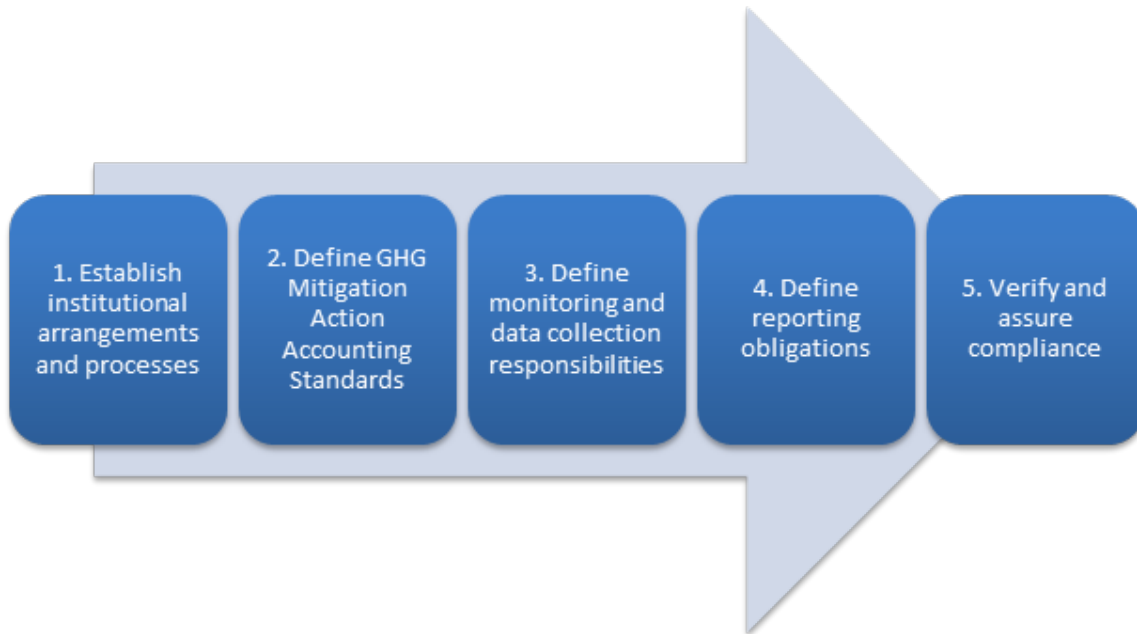 1. Establish
institutional
arrangements
and processes
2. Define GHG
Mitigation
Action
Accounting
Standards
3. Define
monitoring and
data collection
responsibilities
4. Define
reporting
obligations
5. Verify and
assure
compliance